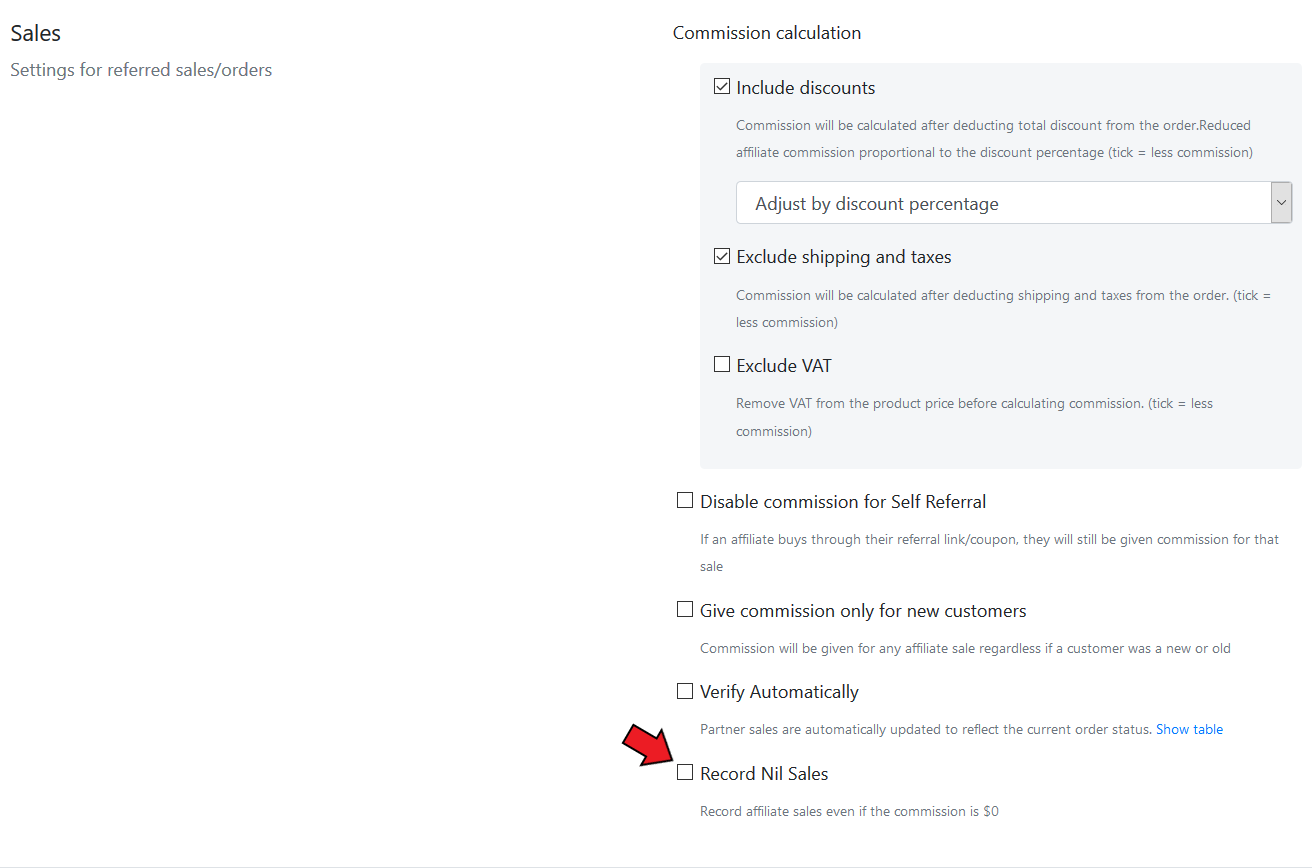 Sales
Settings for referred sales/orders
Commission calculation
Include discounts
Commission will be calculated after deducting total discount from the order.Reduced
affiliate commission proportional to the discount percentage (tick = less commission)
Adjust by discount percentage
Exclude shipping and taxes
Commission will be calculated after deducting shipping and taxes from the order. (tick =
less commission)
Exclude VAT
Remove VAT from the product price before calculating commission. (tick = less
commission)
Disable commission for Self Referral
If an affiliate buys through their referral link/coupon, they will still be given commission for that
sale
Give commission only for new customers
Commission will be given for any affiliate sale regardless if a customer was a new or old
Verify Automatically
Partner sales are automatically updated to reflect the current order status. Show table
Record Nil Sales
Record affiliate sales even if the commission is $0